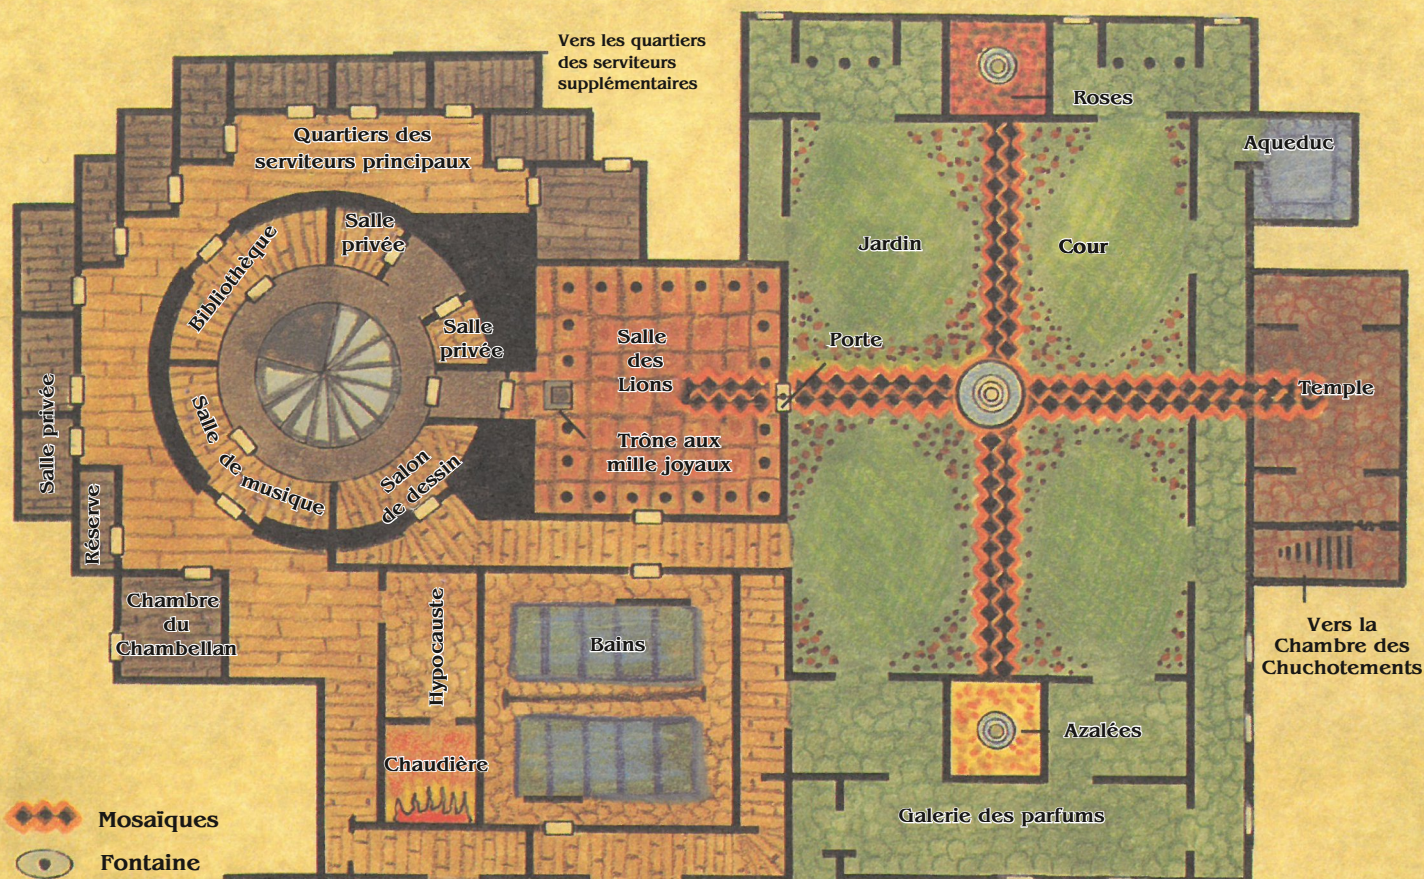 Vers les quartiers
des serviteurs
supplémentaires
Roses
Quartiers des
serviteurs principaux
Aqueduc
Salle
privée
Bibliothèque
Jardin
Cour
Salle
privée
Salle
des
Lions
Porte
Temple
Salle privée
Salle
de musique
Salon
de dessin
Trône aux
mille joyaux
Réserve
Chambre
du
Chambellan
Hypocauste
Bains
Vers la
Chambre des
Chuchotements
Azalées
Chaudière
Galerie des parfums
Mosaïques
Fontaine